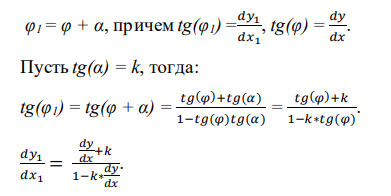 φ₁ = φ + α, причем tg(φ₁) = dy₁/dx₁, tg(φ) = dy/dx.
Пусть tg(α) = k, тогда:
tg(φ₁) = tg(φ + α) = (tg(φ)+tg(α))/(1−tg(φ)tg(α)) = (tg(φ)+k)/(1−k*tg(φ)).
dy₁/dx₁ = (dy/dx+k)/(1−k*dy/dx).